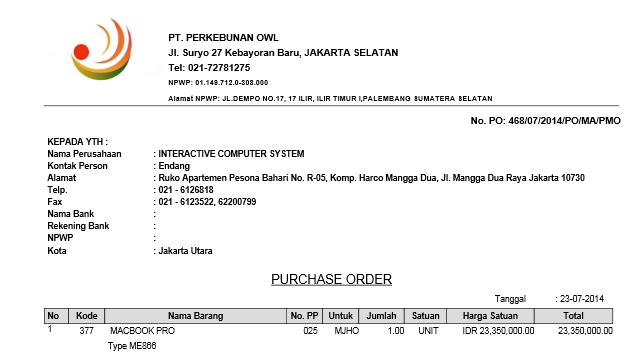 PT. PERKEBUNAN OWL
Jl. Suryo 27 Kebayoran Baru, JAKARTA SELATAN
Tel: 021-72781275
NPWP: 01.149.712.0-308.000
Alamat NPWP: JL.DEMPO NO.17, 17 ILIR, ILIR TIMUR I,PALEMBANG SUMATERA SELATAN
No. PO: 468/07/2014/PO/MA/PMO
KEPADA YTH :
Nama Perusahaan : INTERACTIVE COMPUTER SYSTEM
Kontak Person : Endang
Alamat : Ruko Apartemen Pesona Bahari No. R-05, Komp. Harco Mangga Dua, Jl. Mangga Dua Raya Jakarta 10730
Telp. : 021 - 6126818
Fax : 021 - 6123522, 62200799
Nama Bank :
Rekening Bank :
NPWP :
Kota : Jakarta Utara
PURCHASE ORDER
Tanggal : 23-07-2014
No Kode Nama Barang No. PP Untuk Jumlah Satuan Harga Satuan Total
1 377 MACBOOK PRO 025 MJHO 1.00 UNIT IDR 23,350,000.00 23,350,000.00
Type ME866